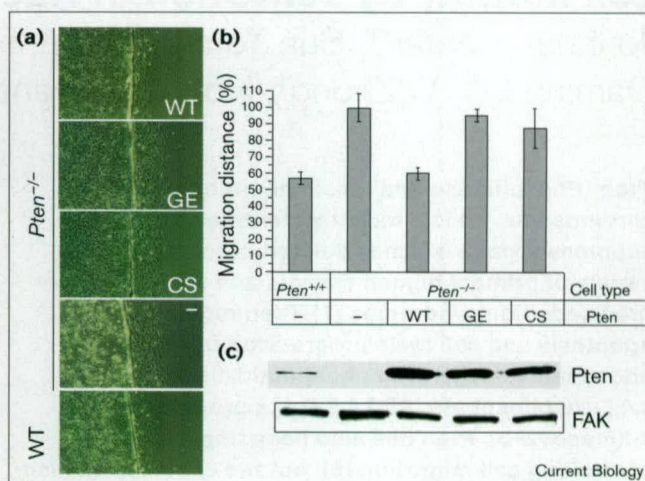 (a)
WT
GE
CS
–
Pten–/–
WT
(b)
Migration distance (%)
110
100
90
80
70
60
50
40
30
20
10
0
Pten+/+ Pten–/– Cell type
– – WT GE CS Pten
(c)
Pten
FAK
Current Biology